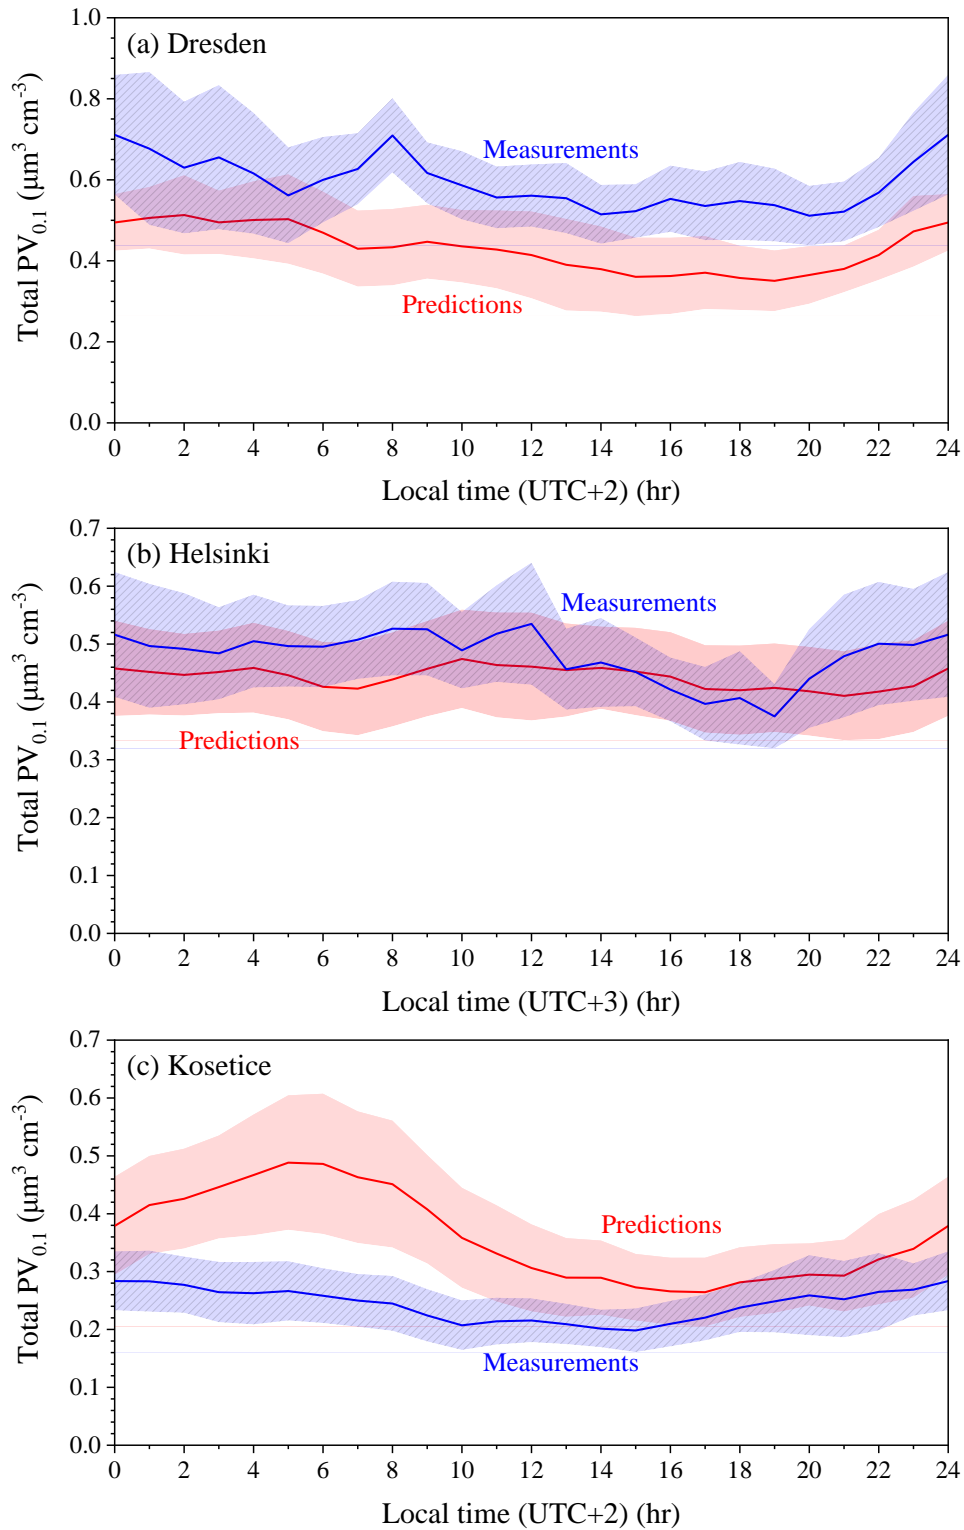 (a) Dresden
Total PV0.1 (μm³ cm⁻³)
1.0
0.8
0.6
0.4
0.2
0.0
Measurements
Predictions
0 2 4 6 8 10 12 14 16 18 20 22 24
Local time (UTC+2) (hr)
(b) Helsinki
Total PV0.1 (μm³ cm⁻³)
0.7
0.6
0.5
0.4
0.3
0.2
0.1
0.0
Measurements
Predictions
0 2 4 6 8 10 12 14 16 18 20 22 24
Local time (UTC+3) (hr)
(c) Kosetice
Total PV0.1 (μm³ cm⁻³)
0.7
0.6
0.5
0.4
0.3
0.2
0.1
0.0
Predictions
Measurements
0 2 4 6 8 10 12 14 16 18 20 22 24
Local time (UTC+2) (hr)